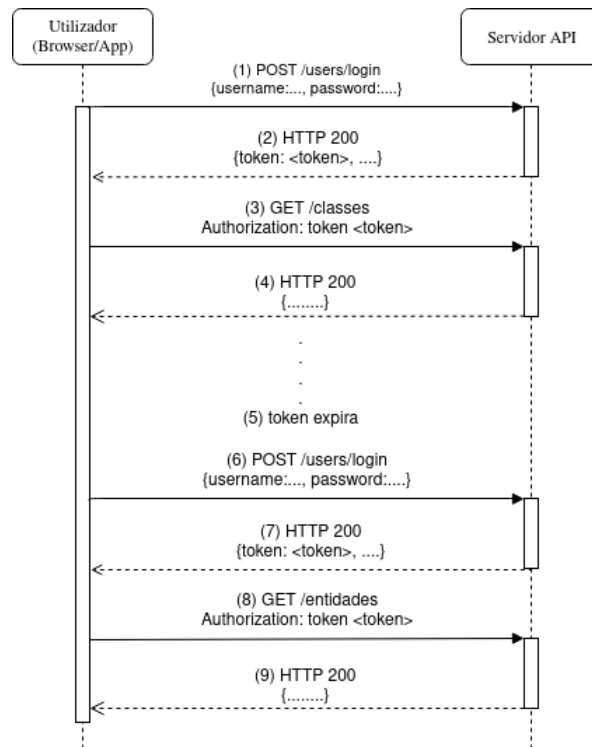 Utilizador
(Browser/App)
Servidor API
(1) POST /users/login
{username:..., password:....}
(2) HTTP 200
{token: <token>, ....}
(3) GET /classes
Authorization: token <token>
(4) HTTP 200
{........}
.
.
.
.
(5) token expira
(6) POST /users/login
{username:..., password:....}
(7) HTTP 200
{token: <token>, ....}
(8) GET /entidades
Authorization: token <token>
(9) HTTP 200
{........}